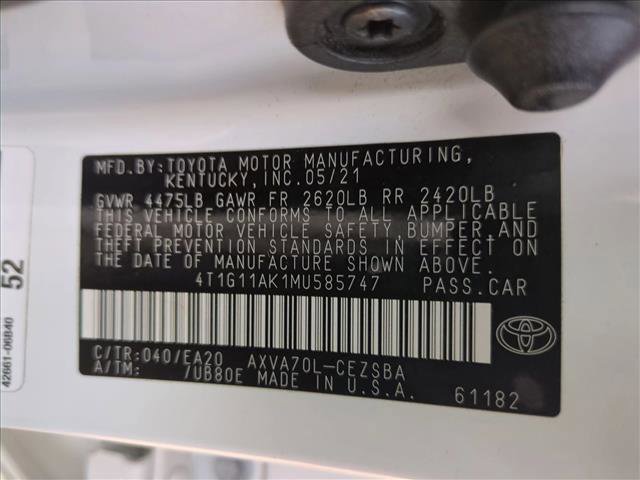 MFD.BY:TOYOTA MOTOR MANUFACTURING,
KENTUCKY,INC.05/21
GVWR 4475LB GAWR FR 2620LB RR 2420LB
THIS VEHICLE CONFORMS TO ALL APPLICABLE
FEDERAL MOTOR VEHICLE SAFETY,BUMPER,AND
THEFT PREVENTION STANDARDS IN EFFECT ON
THE DATE OF MANUFACTURE SHOWN ABOVE.
4T1G11AK1MU585747 PASS.CAR
C/TR:040/EA20 AXVA70L-CEZSBA
A/TM: /UB80E MADE IN U.S.A. 61182
52
42661-06B40